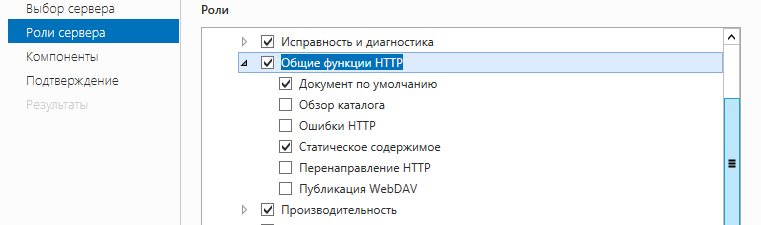 Выбор сервера
Роли сервера
Компоненты
Подтверждение
Результаты
Роли
Исправность и диагностика
Общие функции HTTP
Документ по умолчанию
Обзор каталога
Ошибки HTTP
Статическое содержимое
Перенаправление HTTP
Публикация WebDAV
Производительность